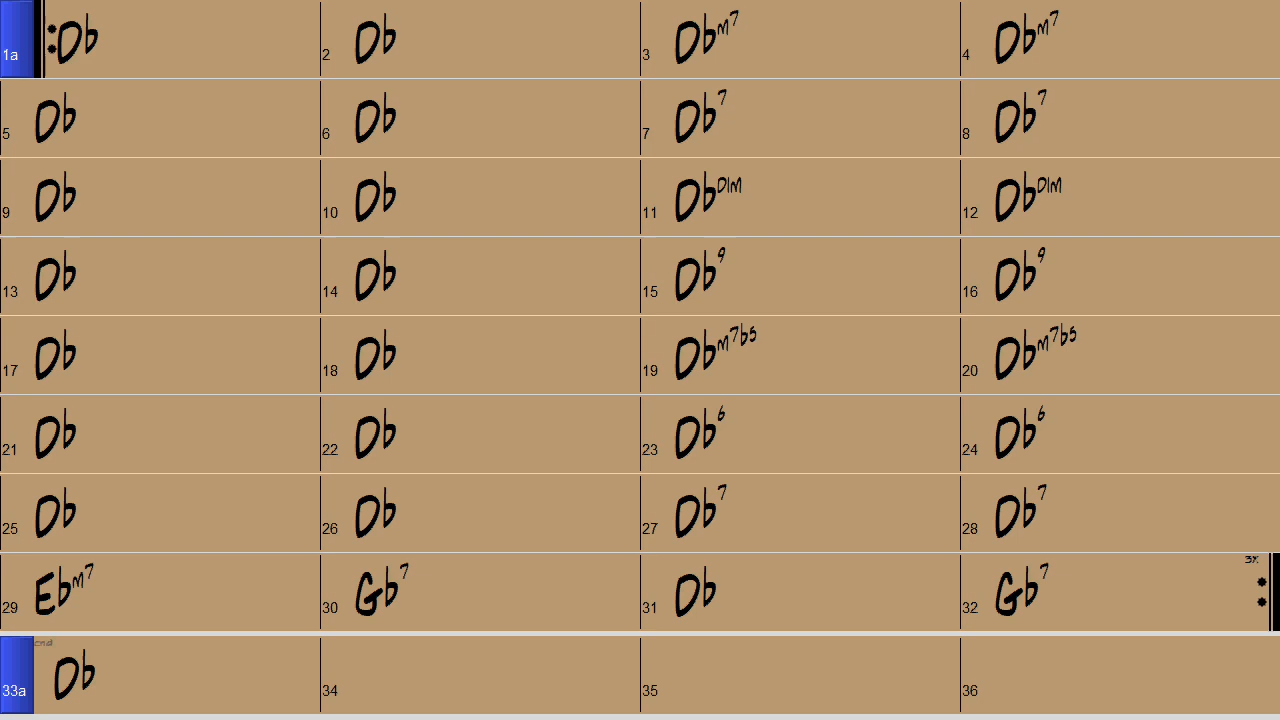 1a Db 2 Db 3 Dbm7 4 Dbm7
5 Db 6 Db 7 Db7 8 Db7
9 Db 10 Db 11 DbDIM 12 DbDIM
13 Db 14 Db 15 Db9 16 Db9
17 Db 18 Db 19 Dbm7b5 20 Dbm7b5
21 Db 22 Db 23 Db6 24 Db6
25 Db 26 Db 27 Db7 28 Db7
29 Ebm7 30 Gb7 31 Db 32 Gb7 3x
33a end Db 34 35 36